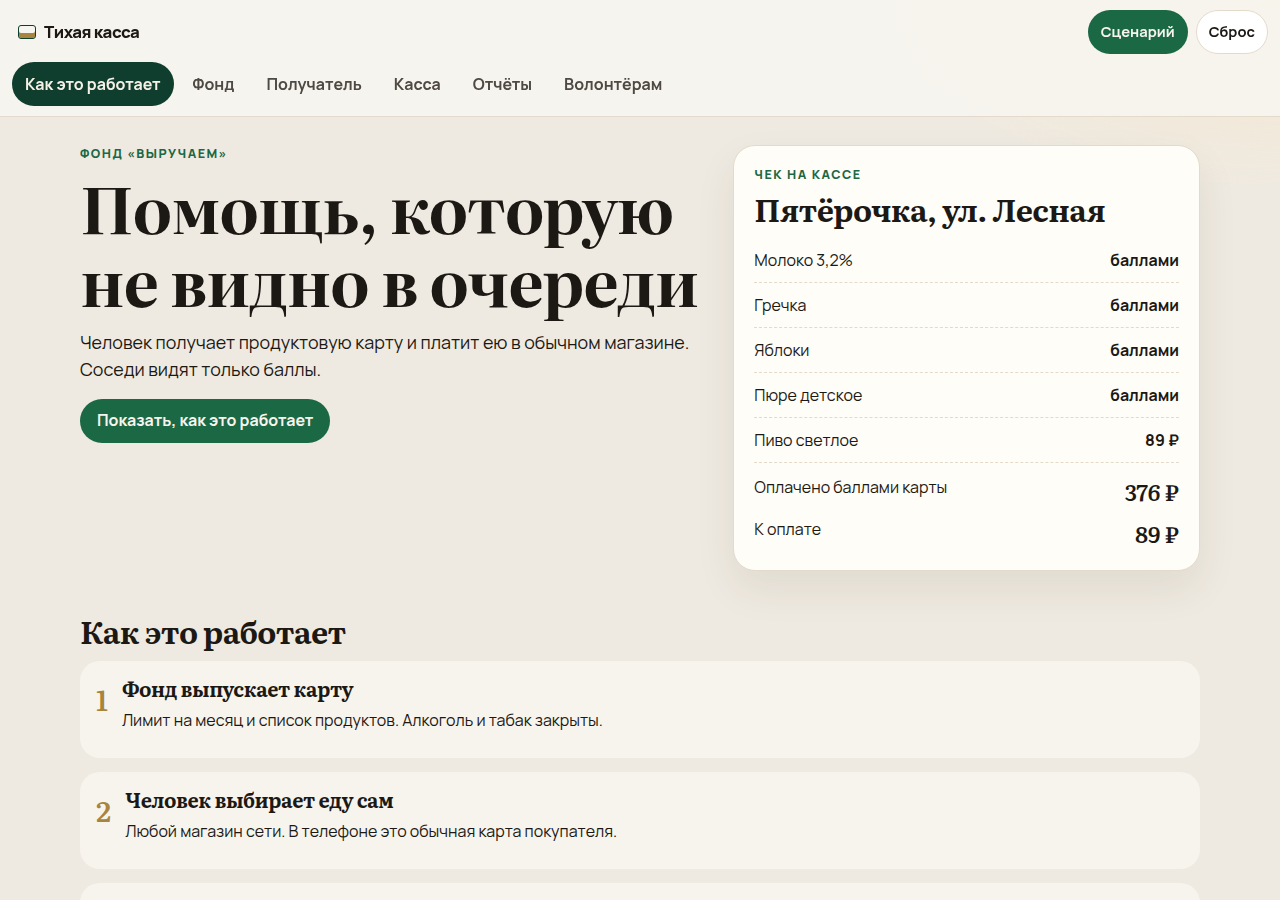 Тихая касса
Сценарий
Сброс
Как это работает
Фонд
Получатель
Касса
Отчёты
Волонтёрам
ФОНД «ВЫРУЧАЕМ»
Помощь, которую
не видно в очереди
Человек получает продуктовую карту и платит ею в обычном магазине.
Соседи видят только баллы.
Показать, как это работает
ЧЕК НА КАССЕ
Пятёрочка, ул. Лесная
Молоко 3,2% баллами
Гречка баллами
Яблоки баллами
Пюре детское баллами
Пиво светлое 89 ₽
Оплачено баллами карты 376 ₽
К оплате 89 ₽
Как это работает
1 Фонд выпускает карту
Лимит на месяц и список продуктов. Алкоголь и табак закрыты.
2 Человек выбирает еду сам
Любой магазин сети. В телефоне это обычная карта покупателя.